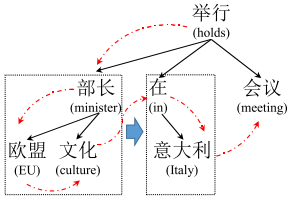 举行
(holds)
部长 在 会议
(minister) (in) (meeting)
欧盟 文化 意大利
(EU) (culture) (Italy)